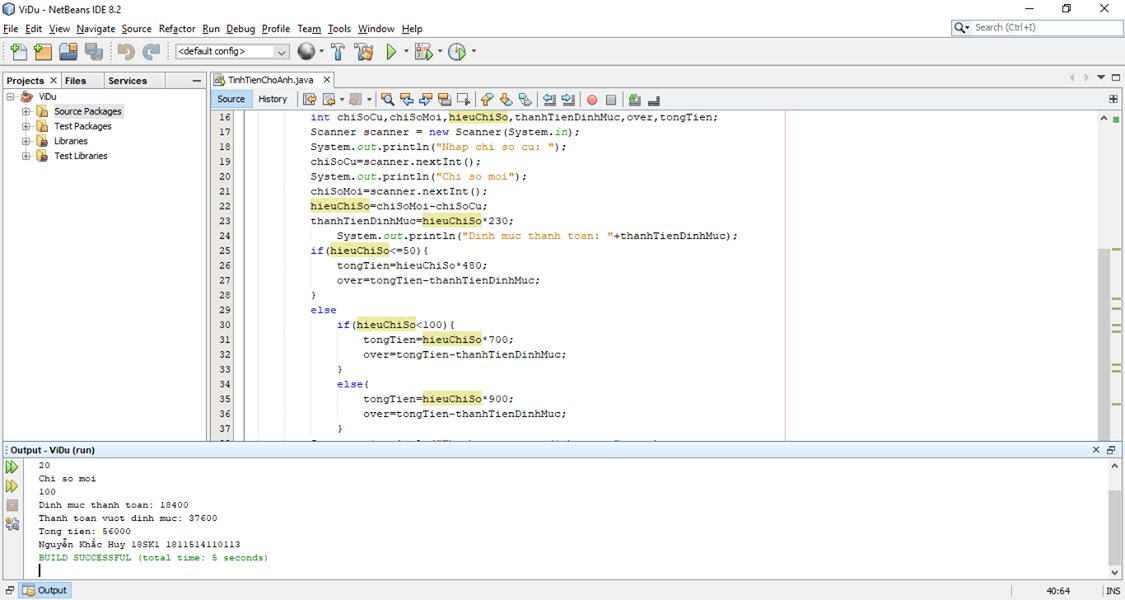 ViDu - NetBeans IDE 8.2
File Edit View Navigate Source Refactor Run Debug Profile Team Tools Window Help
Search (Ctrl+I)
<default config>
Projects Files Services
TinhTienChoAnh.java
Source History
ViDu
Source Packages
Test Packages
Libraries
Test Libraries
16 int chiSoCu,chiSoMoi,hieuChiSo,thanhTienDinhMuc,over,tongTien;
17 Scanner scanner = new Scanner(System.in);
18 System.out.println("Nhap chi so cu: ");
19 chiSoCu=scanner.nextInt();
20 System.out.println("Chi so moi");
21 chiSoMoi=scanner.nextInt();
22 hieuChiSo=chiSoMoi-chiSoCu;
23 thanhTienDinhMuc=hieuChiSo*230;
24 System.out.println("Dinh muc thanh toan: "+thanhTienDinhMuc);
25 if(hieuChiSo<=50){
26 tongTien=hieuChiSo*480;
27 over=tongTien-thanhTienDinhMuc;
28 }
29 else
30 if(hieuChiSo<100){
31 tongTien=hieuChiSo*700;
32 over=tongTien-thanhTienDinhMuc;
33 }
34 else{
35 tongTien=hieuChiSo*900;
36 over=tongTien-thanhTienDinhMuc;
37 }
Output - ViDu (run)
20
Chi so moi
100
Dinh muc thanh toan: 18400
Thanh toan vuot dinh muc: 37600
Tong tien: 56000
Nguyễn Khắc Huy 18SK1 1811514110113
BUILD SUCCESSFUL (total time: 5 seconds)
Output
40:64 INS